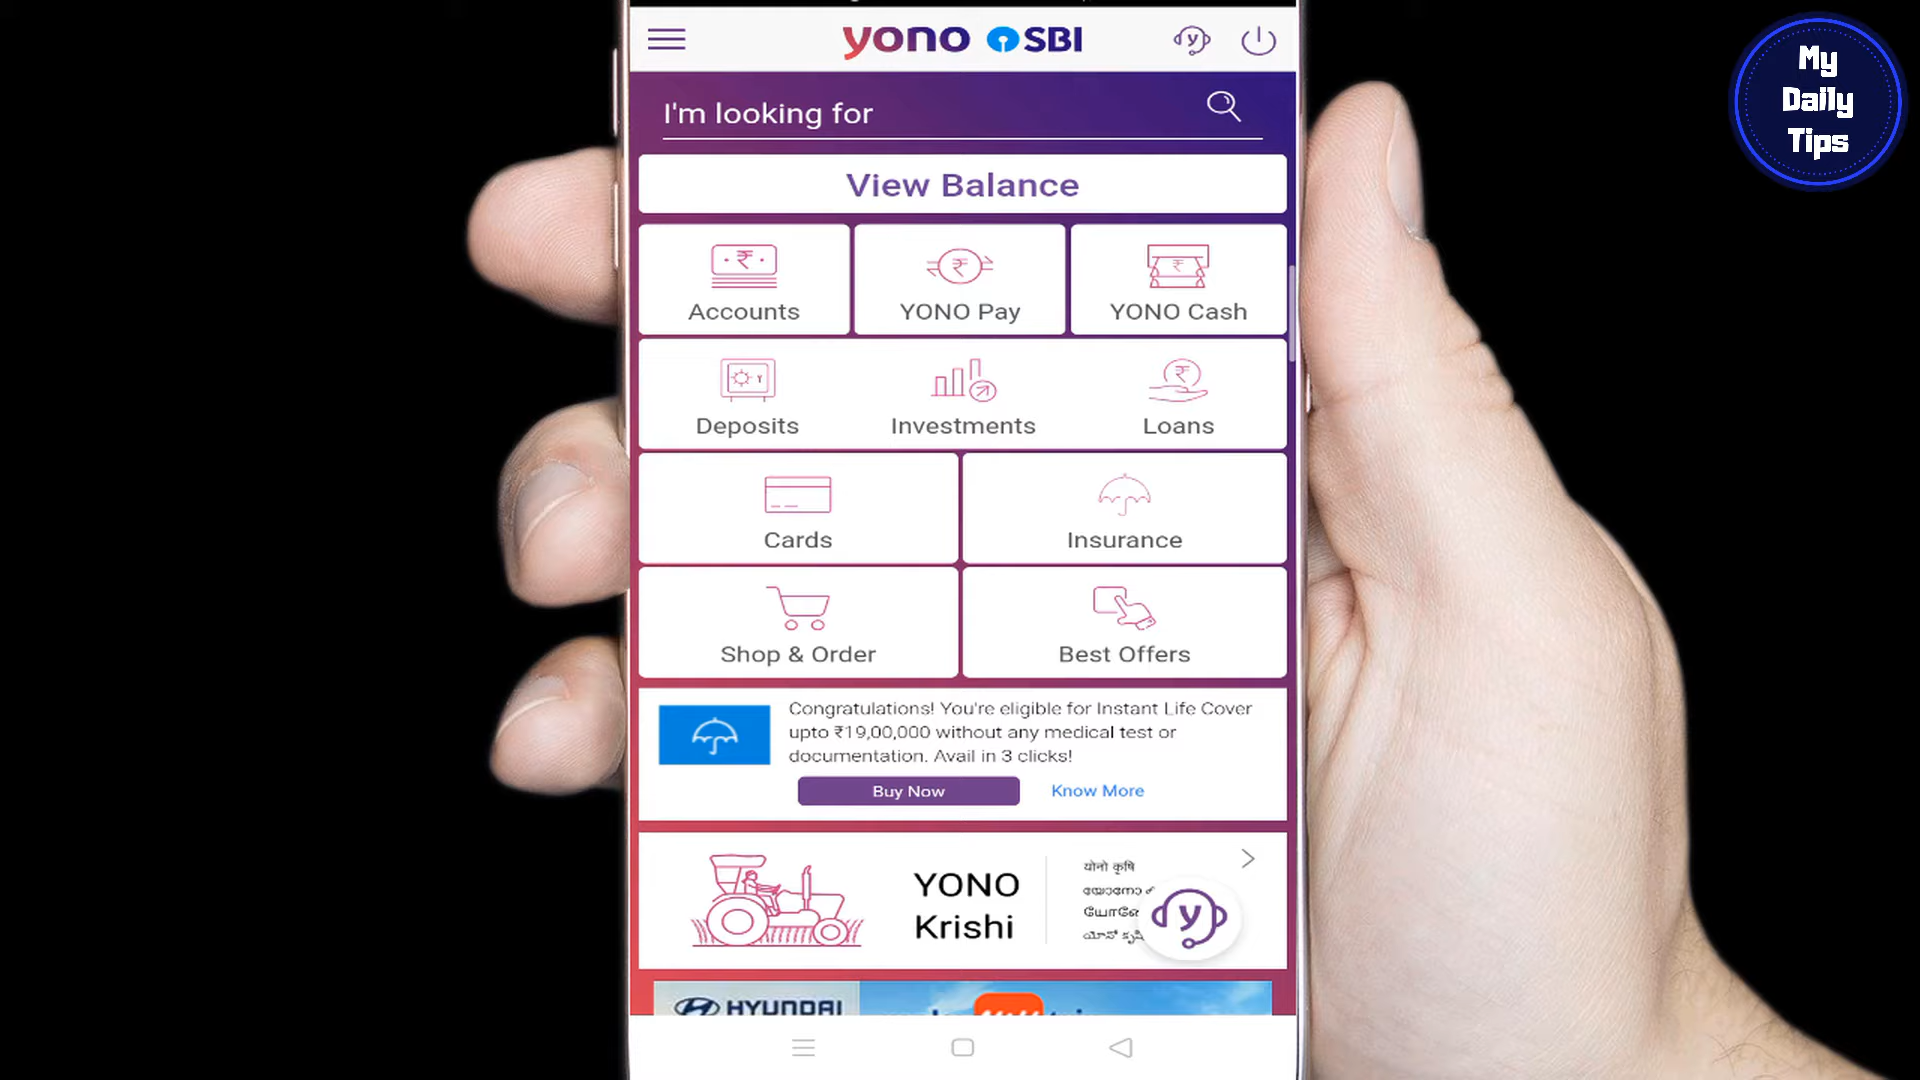 yono SBI
My
Daily
Tips
I'm looking for
View Balance
Accounts
YONO Pay
YONO Cash
Deposits
Investments
Loans
Cards
Insurance
Shop & Order
Best Offers
Congratulations! You're eligible for Instant Life Cover
upto ₹19,00,000 without any medical test or
documentation. Avail in 3 clicks!
Buy Now
Know More
YONO
Krishi
योनो कृषि
y
HYUNDAI